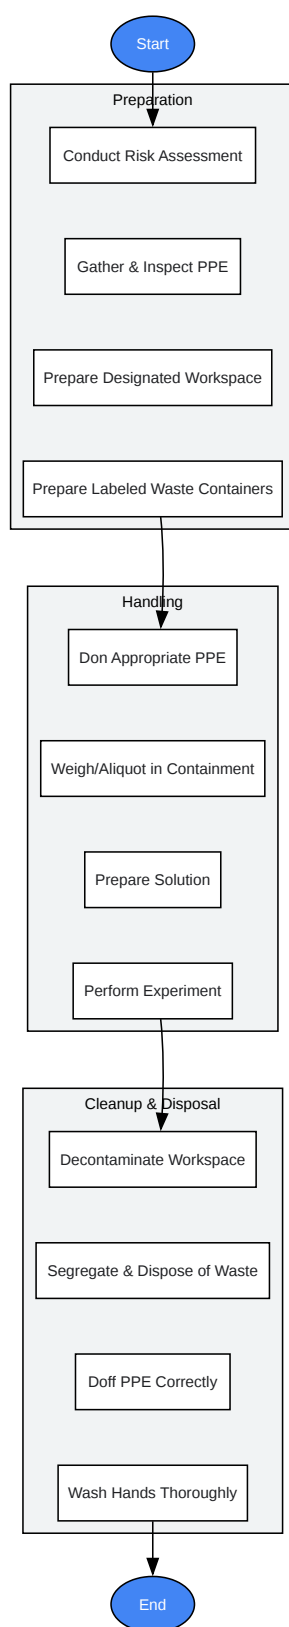 Start
Preparation
Conduct Risk Assessment
Gather & Inspect PPE
Prepare Designated Workspace
Prepare Labeled Waste Containers
Handling
Don Appropriate PPE
Weigh/Aliquot in Containment
Prepare Solution
Perform Experiment
Cleanup & Disposal
Decontaminate Workspace
Segregate & Dispose of Waste
Doff PPE Correctly
Wash Hands Thoroughly
End